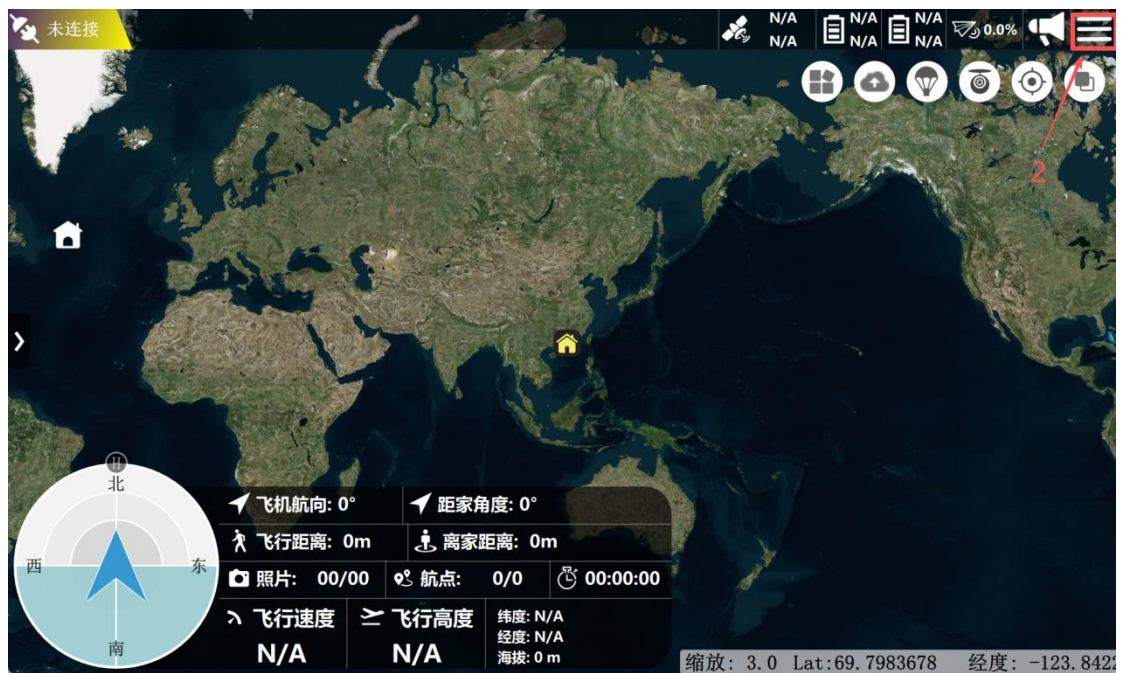 未连接
N/A N/A N/A 0.0%
N/A N/A N/A
2
H
北
西 东
南
飞机航向: 0° 距家角度: 0°
飞行距离: 0m 离家距离: 0m
照片: 00/00 航点: 0/0 00:00:00
飞行速度 飞行高度 纬度: N/A
N/A N/A 经度: N/A
海拔: 0 m
缩放: 3.0 Lat:69.7983678 经度: -123.8422